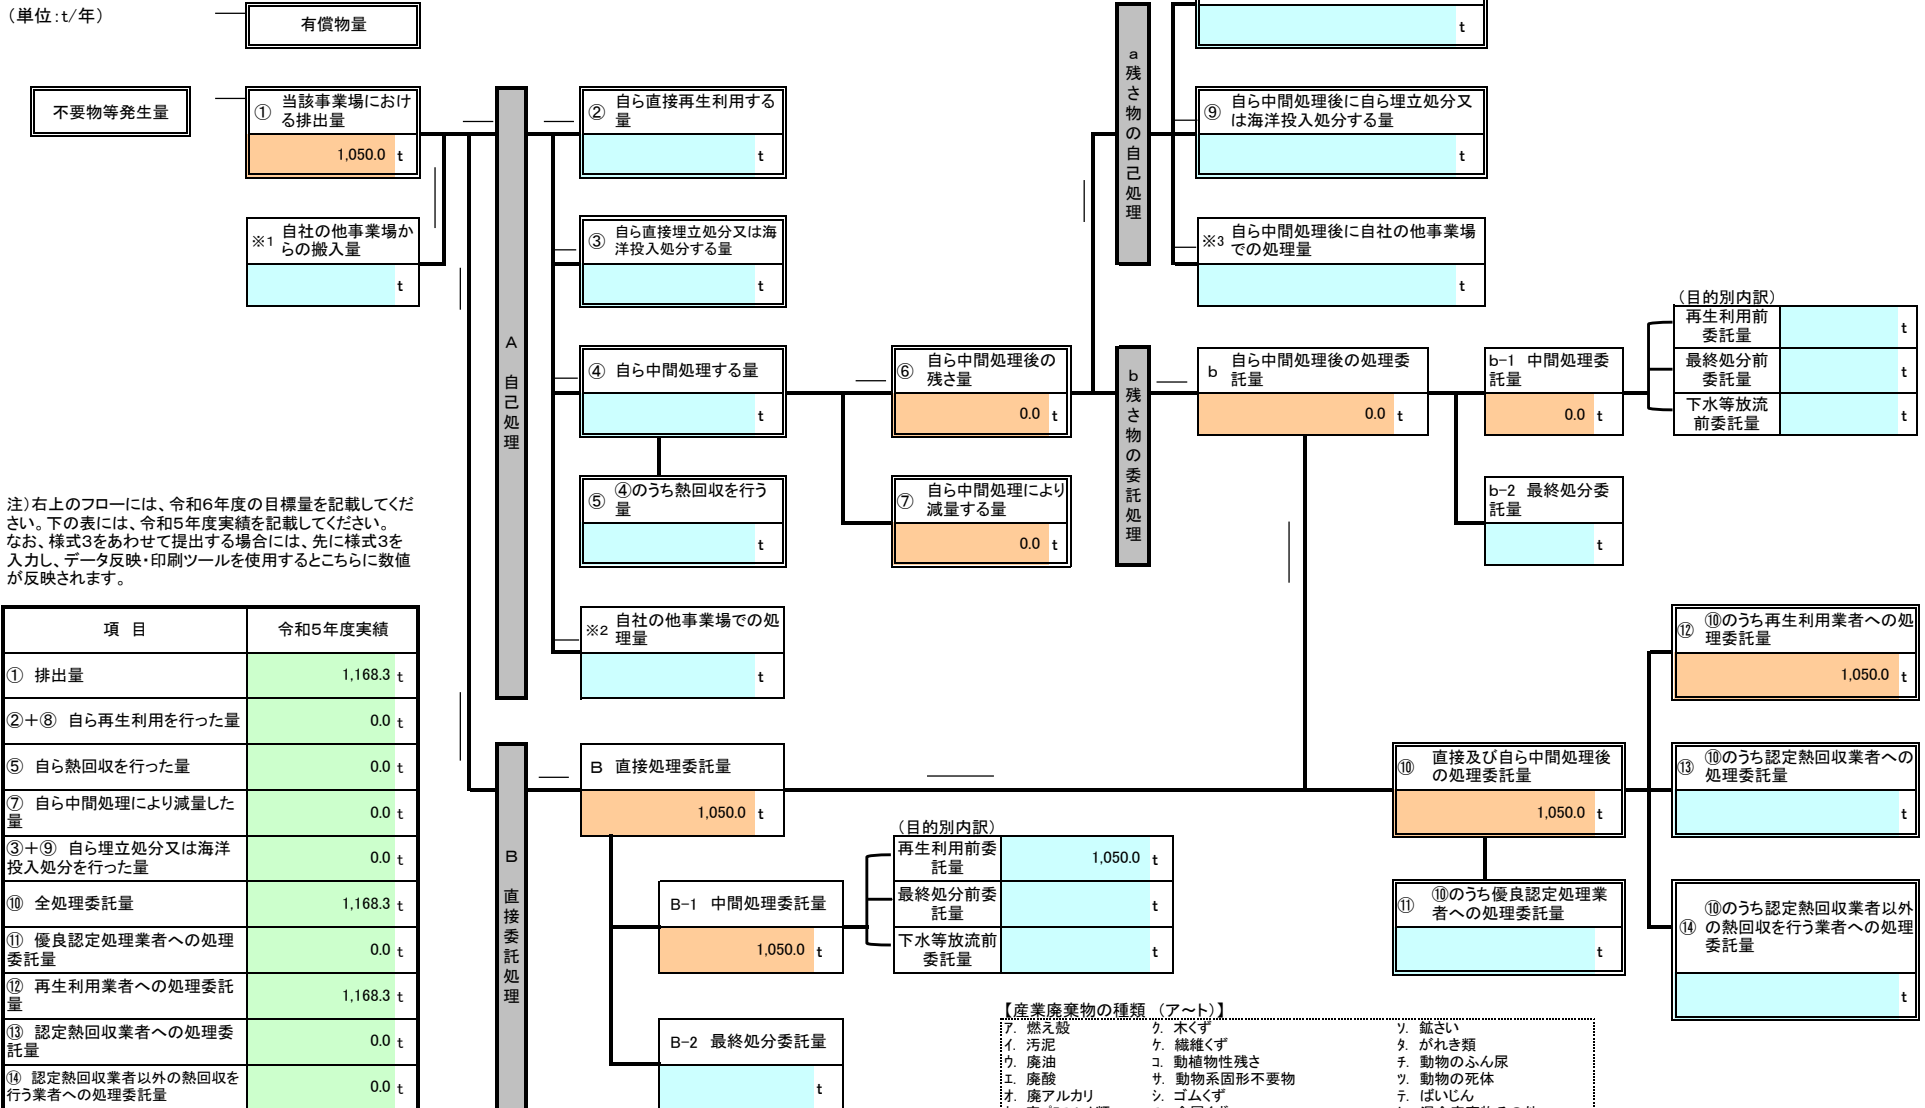 （単位：t/年）
有償物量
t
不要物等発生量
① 当該事業場におけ
る排出量
1,050.0 t
※1 自社の他事業場か
らの搬入量
t
A 自己処理
② 自ら直接再生利用する
量
t
③ 自ら直接埋立処分又は海
洋投入処分する量
t
④ 自ら中間処理する量
t
⑤ ④のうち熱回収を行う
量
t
※2 自社の他事業場での処
理量
t
⑥ 自ら中間処理後の
残さ量
0.0 t
⑦ 自ら中間処理により
減量する量
0.0 t
a 残さ物の自己処理
⑨ 自ら中間処理後に自ら埋立処分又
は海洋投入処分する量
t
※3 自ら中間処理後に自社の他事業場
での処理量
t
b 残さ物の委託処理
b 自ら中間処理後の処理委
託量
0.0 t
b-1 中間処理委
託量
0.0 t
（目的別内訳）
再生利用前
委託量
t
最終処分前
委託量
t
下水等放流
前委託量
t
b-2 最終処分委
託量
t
注）右上のフローには、令和6年度の目標量を記載してくだ
さい。下の表には、令和5年度実績を記載してください。
なお、様式3をあわせて提出する場合には、先に様式3を
入力し、データ反映・印刷ツールを使用するとこちらに数値
が反映されます。
項 目 令和5年度実績
① 排出量 1,168.3 t
②＋⑧ 自ら再生利用を行った量 0.0 t
⑤ 自ら熱回収を行った量 0.0 t
⑦ 自ら中間処理により減量した
量 0.0 t
③＋⑨ 自ら埋立処分又は海洋
投入処分を行った量 0.0 t
⑩ 全処理委託量 1,168.3 t
⑪ 優良認定処理業者への処理
委託量 0.0 t
⑫ 再生利用業者への処理委託
量 1,168.3 t
⑬ 認定熱回収業者への処理委
託量 0.0 t
⑭ 認定熱回収業者以外の熱回収を
行う業者への処理委託量 0.0 t
B 直接委託処理
B 直接処理委託量
1,050.0 t
B-1 中間処理委託量
1,050.0 t
（目的別内訳）
再生利用前委
託量
1,050.0 t
最終処分前委
託量
t
下水等放流前
委託量
t
B-2 最終処分委託量
t
⑩ 直接及び自ら中間処理後
の処理委託量
1,050.0 t
⑪ ⑩のうち優良認定処理業
者への処理委託量
t
⑫ ⑩のうち再生利用業者への処
理委託量
1,050.0 t
⑬ ⑩のうち認定熱回収業者への
処理委託量
t
⑭ ⑩のうち認定熱回収業者以外
の熱回収を行う業者への処理
委託量
t
【産業廃棄物の種類 （ア～ト）】
ｱ. 燃え殻 ｸ. 木くず ｿ. 鉱さい
ｲ. 汚泥 ｹ. 繊維くず ﾀ. がれき類
ｳ. 廃油 ｺ. 動植物性残さ ﾁ. 動物のふん尿
ｴ. 廃酸 ｻ. 動物系固形不要物 ﾂ. 動物の死体
ｵ. 廃アルカリ ｼ. ゴムくず ﾃ. ばいじん